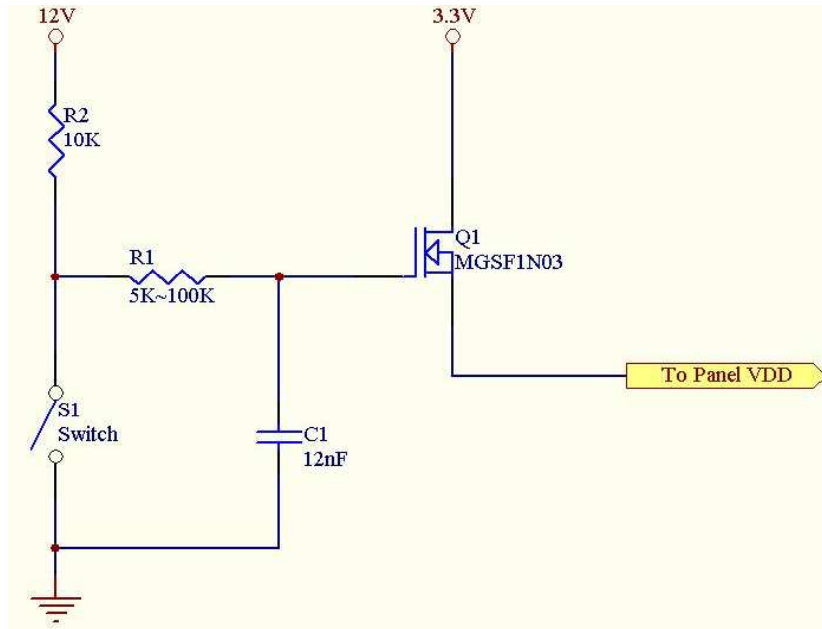 12V
3.3V
R2
10K
Q1
MGSF1N03
R1
5K~100K
To Panel VDD
S1
Switch
C1
12nF